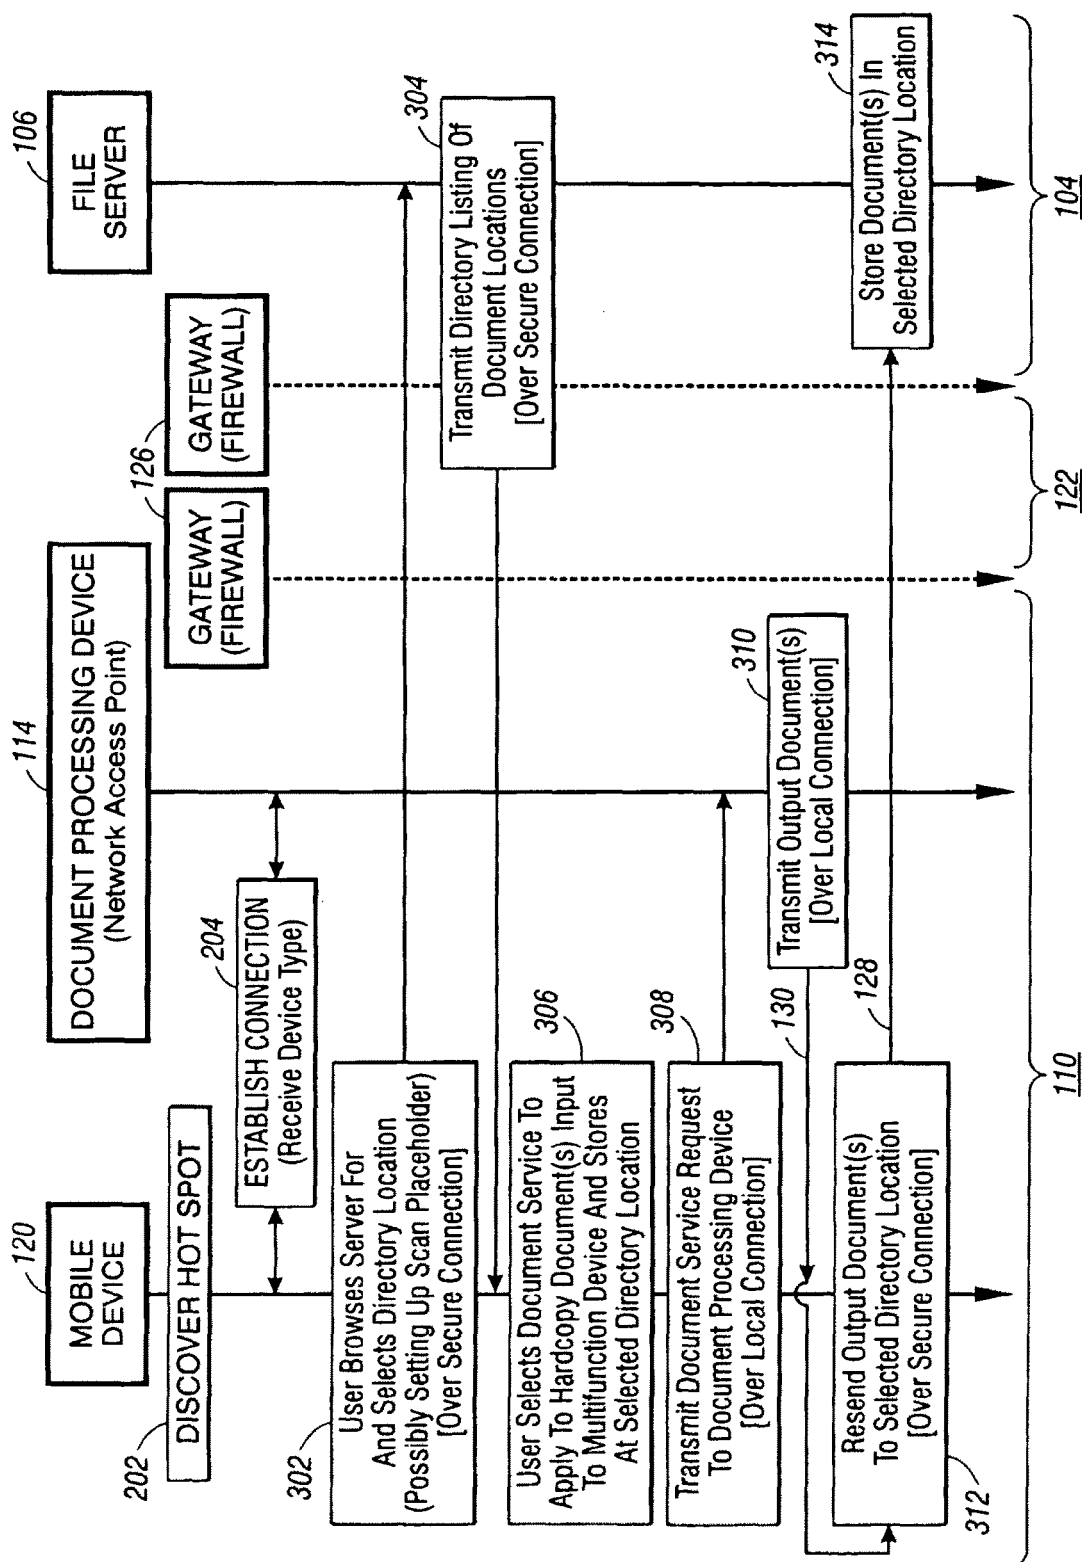 120
MOBILE
DEVICE
114
DOCUMENT PROCESSING DEVICE
(Network Access Point)
126
GATEWAY
(FIREWALL)
GATEWAY
(FIREWALL)
106
FILE
SERVER
202
DISCOVER HOT SPOT
204
ESTABLISH CONNECTION
(Receive Device Type)
302
User Browses Server For
And Selects Directory Location
(Possibly Setting Up Scan Placeholder)
[Over Secure Connection]
304
Transmit Directory Listing Of
Document Locations
[Over Secure Connection]
306
User Selects Document Service To
Apply To Hardcopy Document(s) Input
To Multifunction Device And Stores
At Selected Directory Location
308
Transmit Document Service Request
To Document Processing Device
[Over Local Connection]
310
Transmit Output Document(s)
[Over Local Connection]
130
128
312
Resend Output Document(s)
To Selected Directory Location
[Over Secure Connection]
314
Store Document(s) In
Selected Directory Location
110
122
104